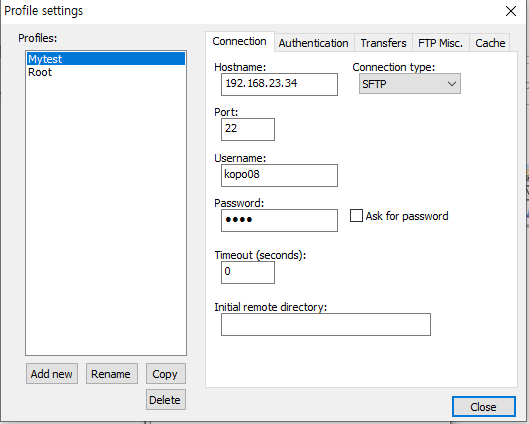 Profile settings
Profiles:
Mytest
Root
Add new
Rename
Copy
Delete
Connection
Authentication
Transfers
FTP Misc.
Cache
Hostname:
192.168.23.34
Connection type:
SFTP
Port:
22
Username:
kopo08
Password:
●●●●
Ask for password
Timeout (seconds):
0
Initial remote directory:
Close